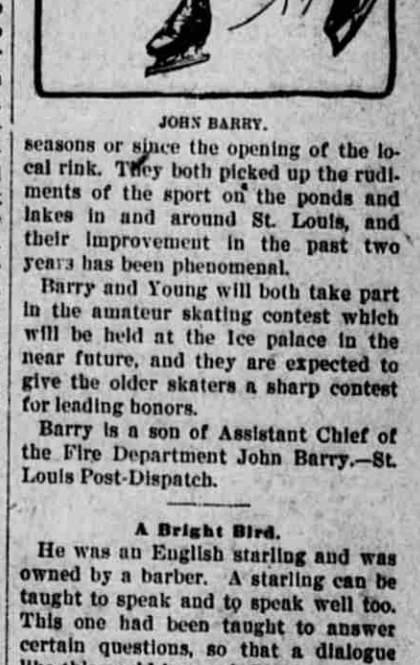 JOHN BARRY.
seasons or since the opening of the lo-
cal rink. They both picked up the rudi-
ments of the sport on the ponds and
lakes in and around St. Louis, and
their improvement in the past two
years has been phenomenal.
Barry and Young will both take part
in the amateur skating contest which
will be held at the Ice palace in the
near future, and they are expected to
give the older skaters a sharp contest
for leading honors.
Barry is a son of Assistant Chief of
the Fire Department John Barry.—St.
Louis Post-Dispatch.
A Bright Bird.
He was an English starling and was
owned by a barber. A starling can be
taught to speak and to speak well too.
This one had been taught to answer
certain questions, so that a dialogue